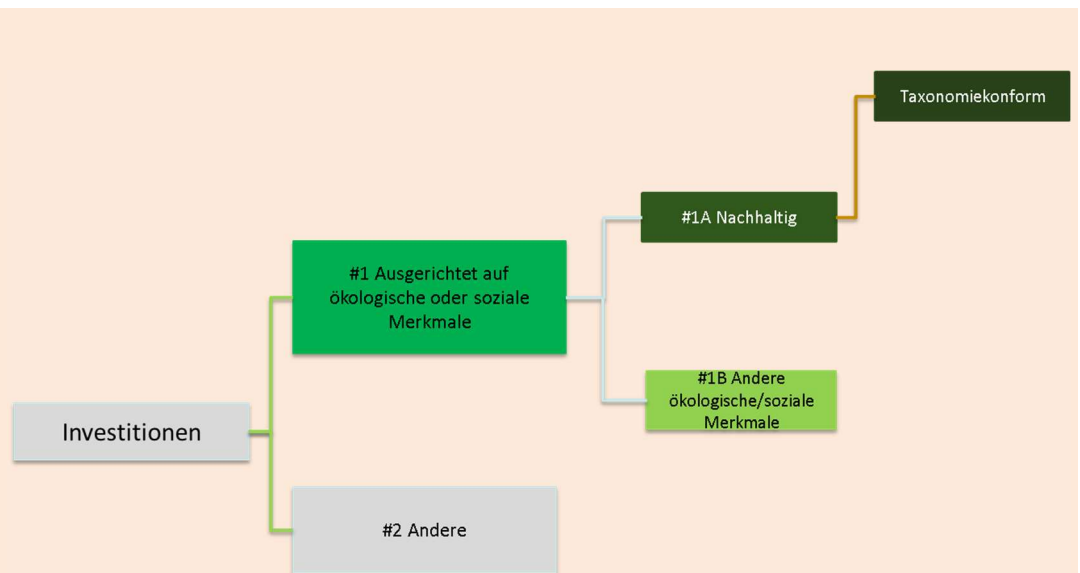 Taxonomiekonform
#1A Nachhaltig
#1 Ausgerichtet auf
ökologische oder soziale
Merkmale
#1B Andere
ökologische/soziale
Merkmale
Investitionen
#2 Andere